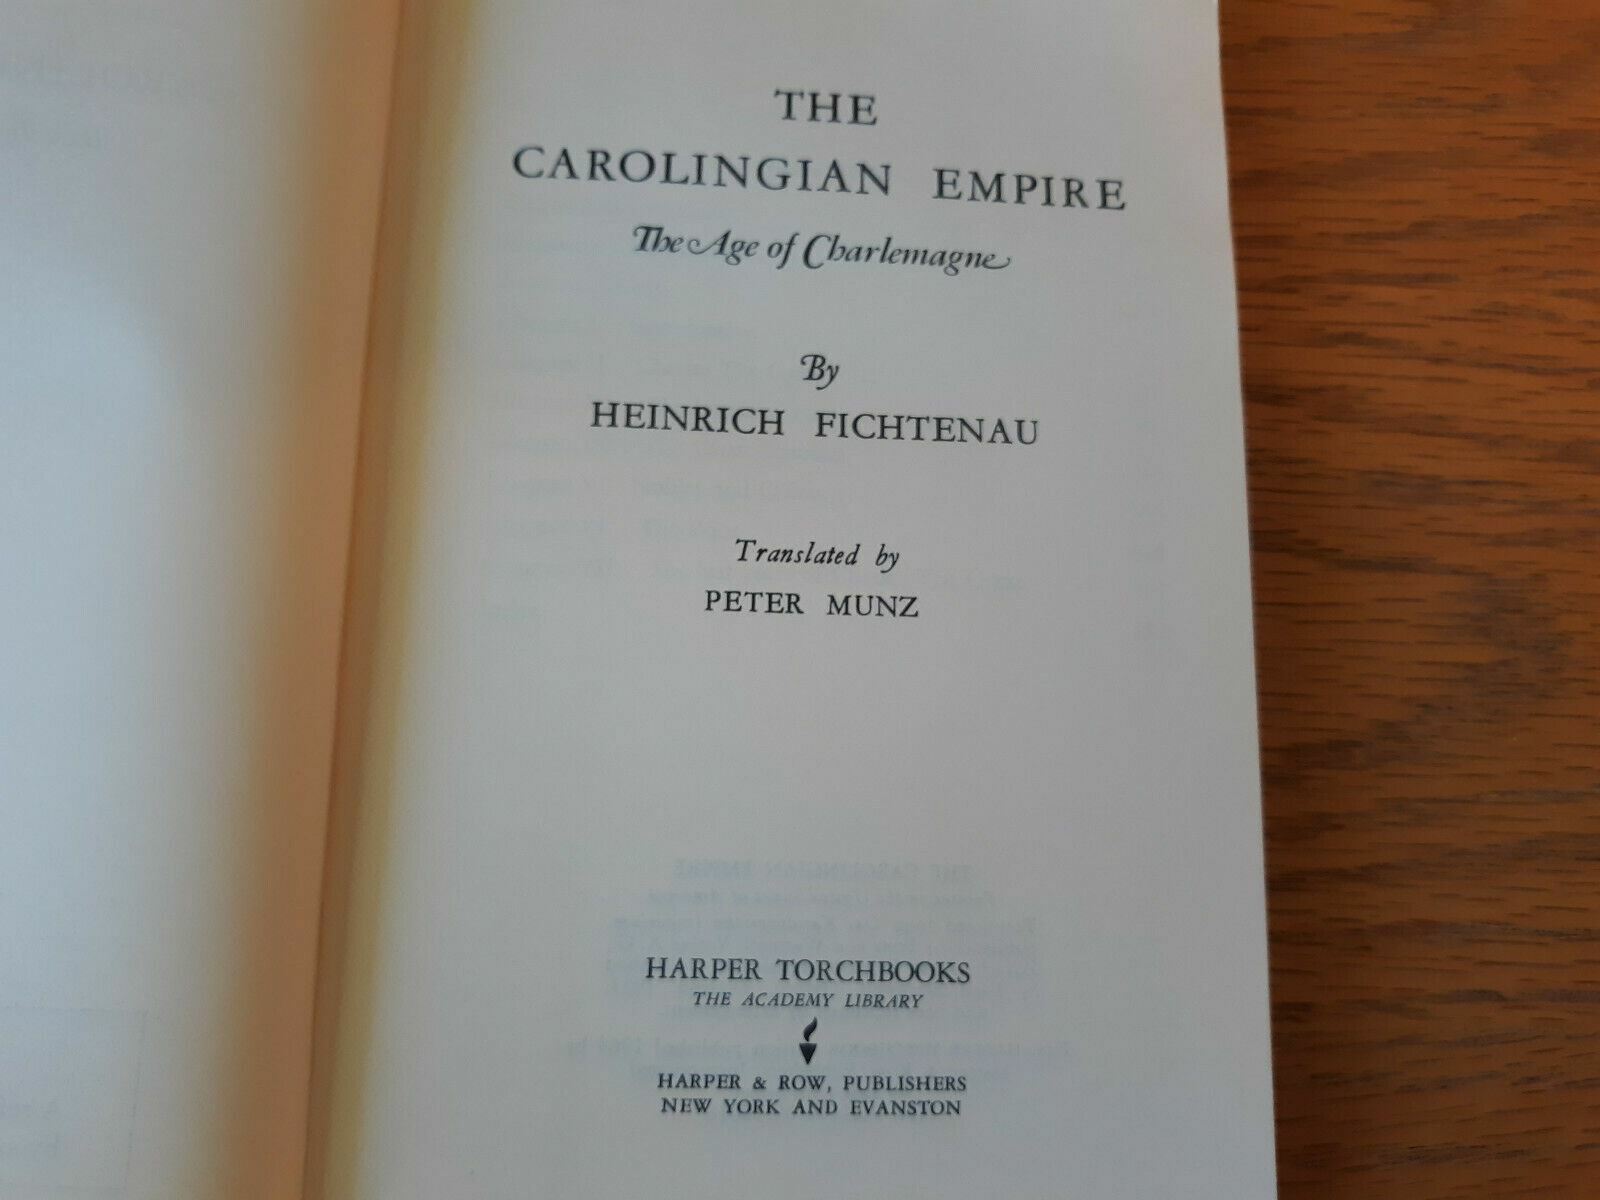 THE
CAROLINGIAN EMPIRE
The Age of Charlemagne
By
HEINRICH FICHTENAU
Translated by
PETER MUNZ
HARPER TORCHBOOKS
THE ACADEMY LIBRARY
HARPER & ROW, PUBLISHERS
NEW YORK AND EVANSTON